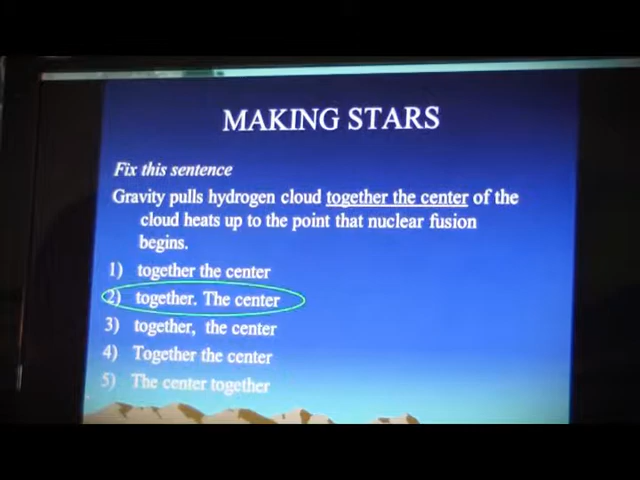 MAKING STARS
Fix this sentence
Gravity pulls hydrogen cloud together the center of the
cloud heats up to the point that nuclear fusion
begins.
1) together the center
2) together. The center
3) together, the center
4) Together the center
5) The center together